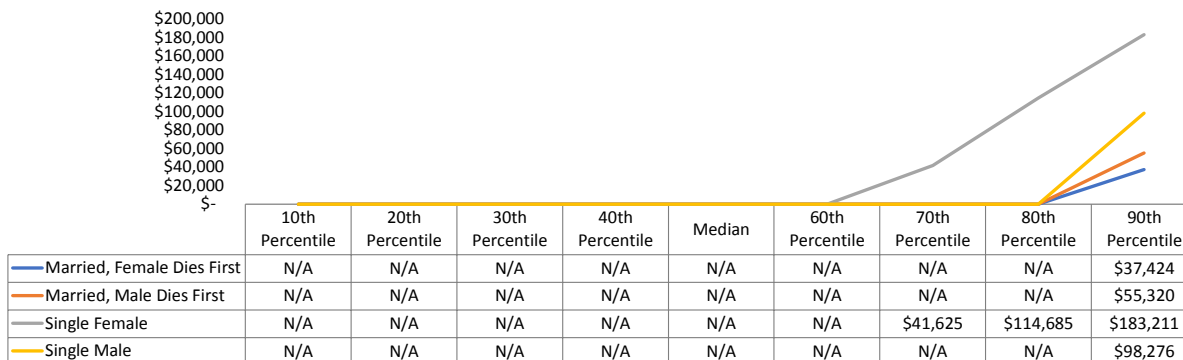 $200,000
$180,000
$160,000
$140,000
$120,000
$100,000
$80,000
$60,000
$40,000
$20,000
$-
10th Percentile 20th Percentile 30th Percentile 40th Percentile Median 60th Percentile 70th Percentile 80th Percentile 90th Percentile
Married, Female Dies First N/A N/A N/A N/A N/A N/A N/A N/A $37,424
Married, Male Dies First N/A N/A N/A N/A N/A N/A N/A N/A $55,320
Single Female N/A N/A N/A N/A N/A N/A $41,625 $114,685 $183,211
Single Male N/A N/A N/A N/A N/A N/A N/A N/A $98,276